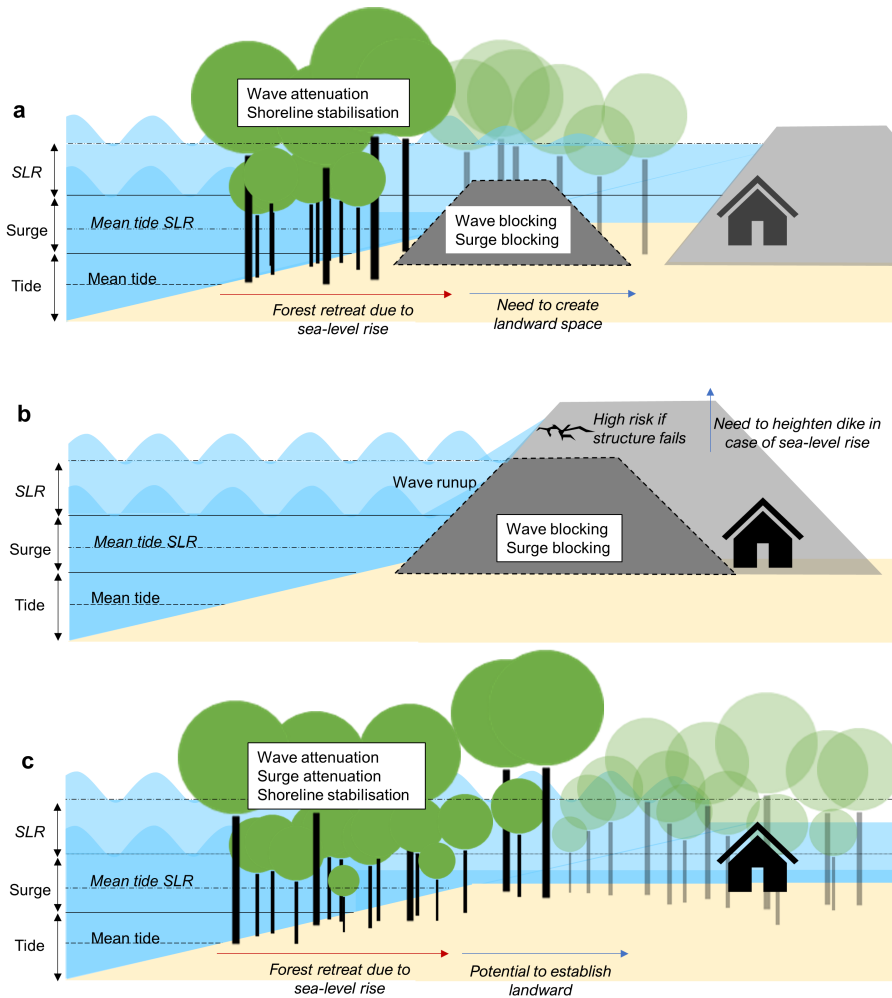 a
Wave attenuation
Shoreline stabilisation
SLR
Surge
Tide
Mean tide SLR
Mean tide
Wave blocking
Surge blocking
Forest retreat due to
sea-level rise
Need to create
landward space
b
High risk if
structure fails
Need to heighten dike in
case of sea-level rise
SLR
Surge
Tide
Wave runup
Mean tide SLR
Mean tide
Wave blocking
Surge blocking
c
Wave attenuation
Surge attenuation
Shoreline stabilisation
SLR
Surge
Tide
Mean tide SLR
Mean tide
Forest retreat due to
sea-level rise
Potential to establish
landward